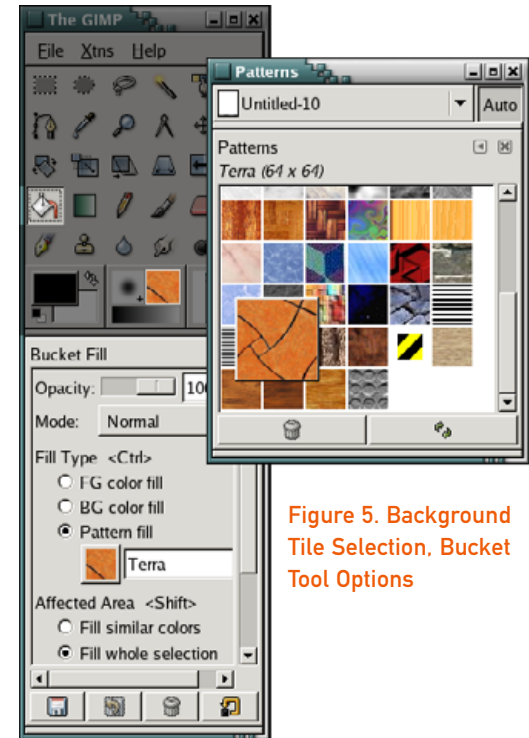 The GIMP
File Xtns Help
Patterns
Untitled-10
Auto
Patterns
Terra (64 x 64)
Bucket Fill
Opacity:
Mode: Normal
Fill Type <Ctrl>
FG color fill
BG color fill
Pattern fill
Terra
Affected Area <Shift>
Fill similar colors
Fill whole selection
Figure 5. Background
Tile Selection, Bucket
Tool Options